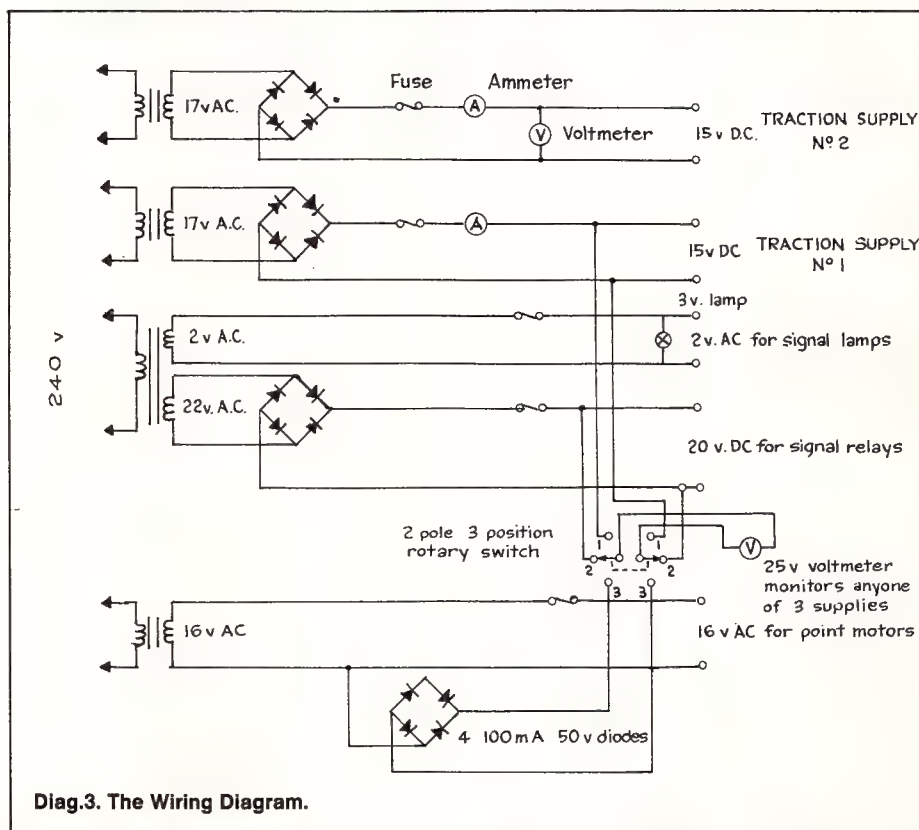 Fuse
Ammeter
17v AC.
A
V
Voltmeter
15 v D.C.
TRACTION SUPPLY
Nº 2
17v A.C.
A
15v DC
TRACTION SUPPLY
Nº 1
240 v
3v. lamp
2 v A.C.
2v. AC for signal lamps
22v. A.C.
20 v. DC for signal relays
2 pole 3 position
rotary switch
1
1
2
2
3
3
V
25 v voltmeter
monitors anyone
of 3 supplies
16 v AC
16 v AC for point motors
4 100 mA 50 v diodes
Diag.3. The Wiring Diagram.